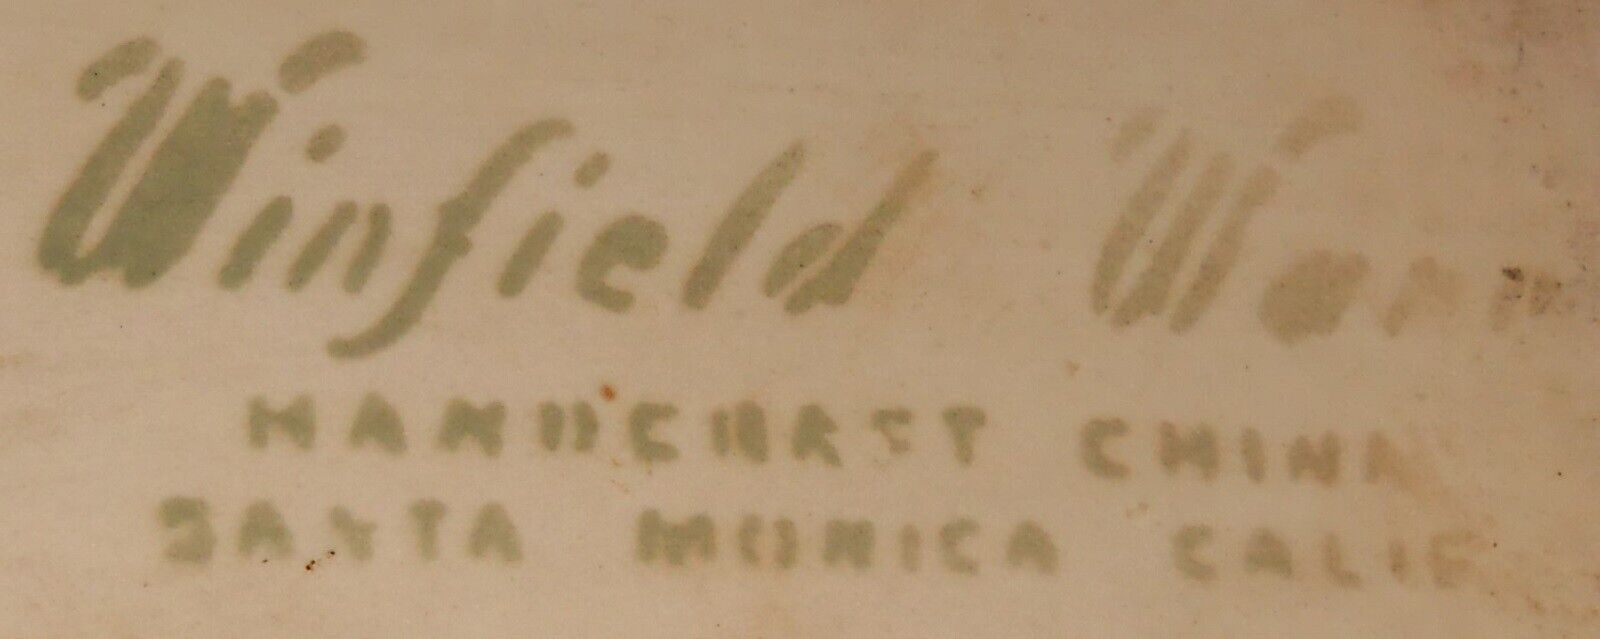 Winfield Ware
HANDCRAFT CHINA
SANTA MONICA CALIF